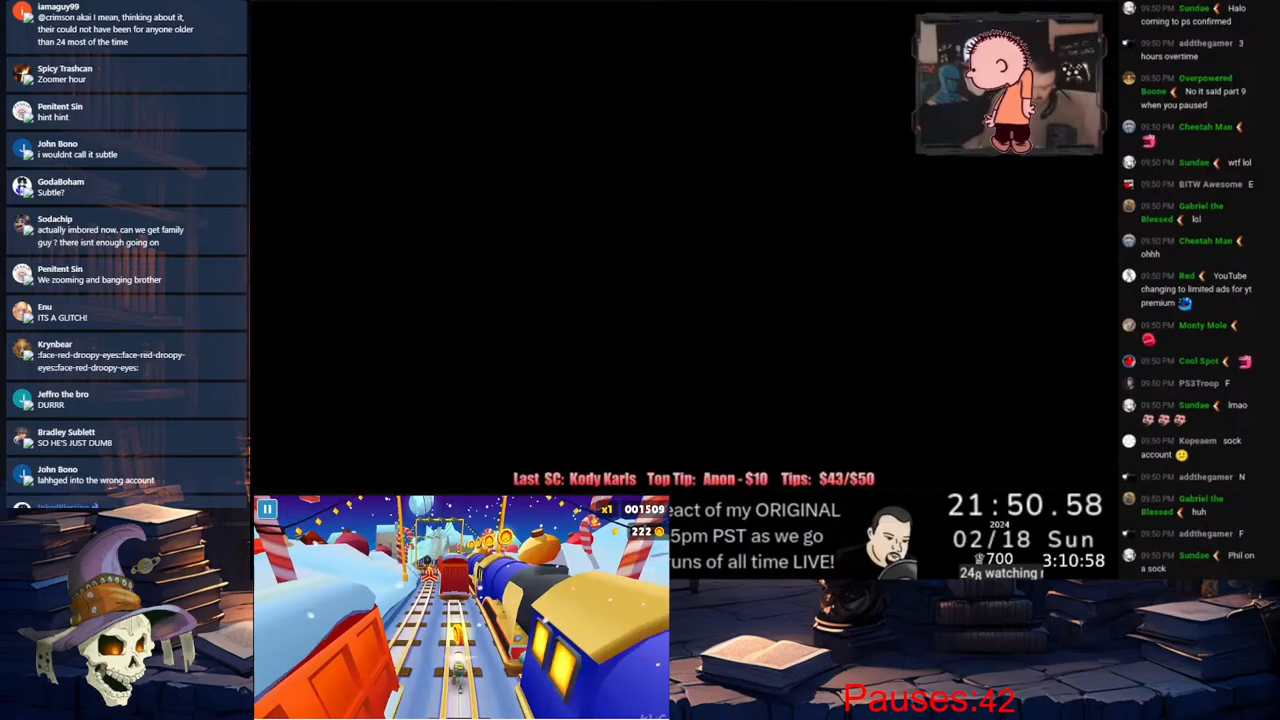 iamaguy99
@crimson akai I mean, thinking about it,
their could not have been for anyone older
than 24 most of the time
Spicy Trashcan
Zoomer hour
Penitent Sin
hint hint
John Bono
i wouldnt call it subtle
GodaBoham
Subtle?
Sodachip
actually imbored now. can we get family
guy ? there isnt enough going on
Penitent Sin
We zooming and banging brother
Enu
ITS A GLITCH!
Krynbear
:face-red-droopy-eyes::face-red-droopy-
eyes::face-red-droopy-eyes:
Jeffro the bro
DURRR
Bradley Sublett
SO HE'S JUST DUMB
John Bono
lahhged into the wrong account
Last SC: Kody Karls Top Tip: Anon - $10 Tips: $43/$50
x1 001509
222
eact of my ORIGINAL
5pm PST as we go
uns of all time LIVE!
21:50.58
2024
02/18 Sun
700
3:10:58
watching
Pauses:42
09:50 PM Sundae Halo
coming to ps confirmed
09:50 PM addthegamer 3
hours overtime
09:50 PM Overpowered
Boone No it said part 9
when you paused
09:50 PM Cheetah Man
09:50 PM Sundae wtf lol
09:50 PM BITW Awesome E
09:50 PM Gabriel the
Blessed lol
09:50 PM Cheetah Man
ohhh
09:50 PM Red YouTube
changing to limited ads for yt
premium
09:50 PM Monty Mole
09:50 PM Cool Spot
09:50 PM PS3Troop F
09:50 PM Sundae lmao
09:50 PM Kopeaem sock
account
09:50 PM addthegamer N
09:50 PM Gabriel the
Blessed huh
09:50 PM addthegamer F
09:50 PM Sundae Phil on
a sock